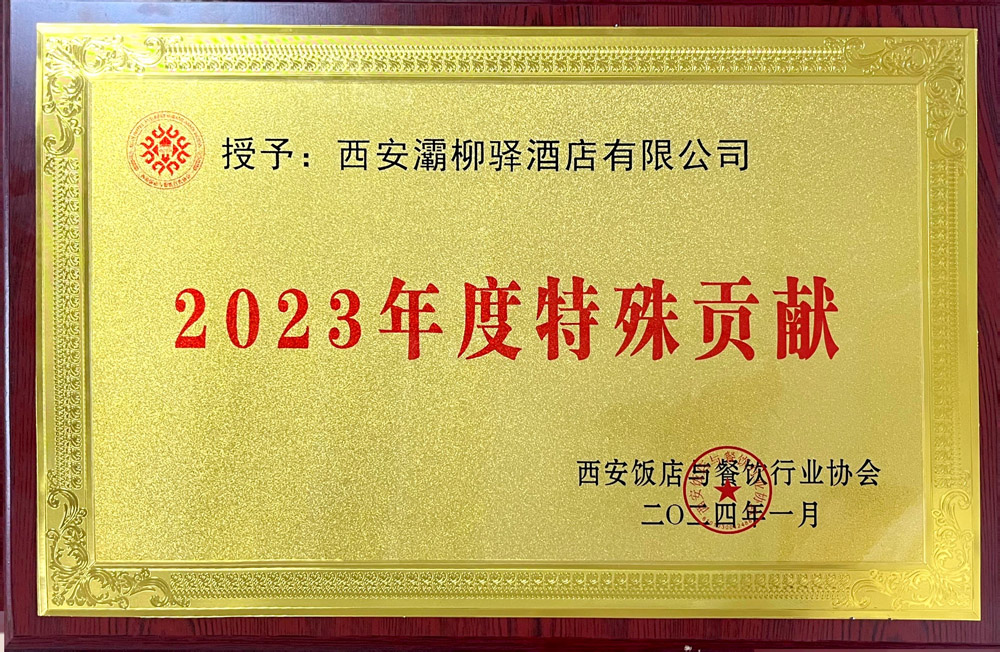 授予：西安灞柳驿酒店有限公司
2023年度特殊贡献
西安饭店与餐饮行业协会
二〇二四年一月